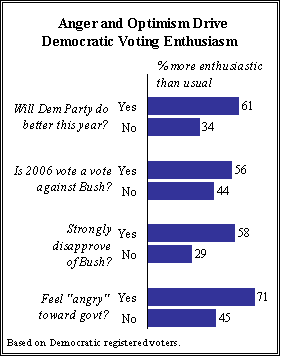 Anger and Optimism Drive
Democratic Voting Enthusiasm
% more enthusiastic
than usual
Will Dem Party do
better this year?
Yes 61
No 34
Is 2006 vote a vote
against Bush?
Yes 56
No 44
Strongly
disapprove
of Bush?
Yes 58
No 29
Feel "angry"
toward govt?
Yes 71
No 45
Based on Democratic registered voters.